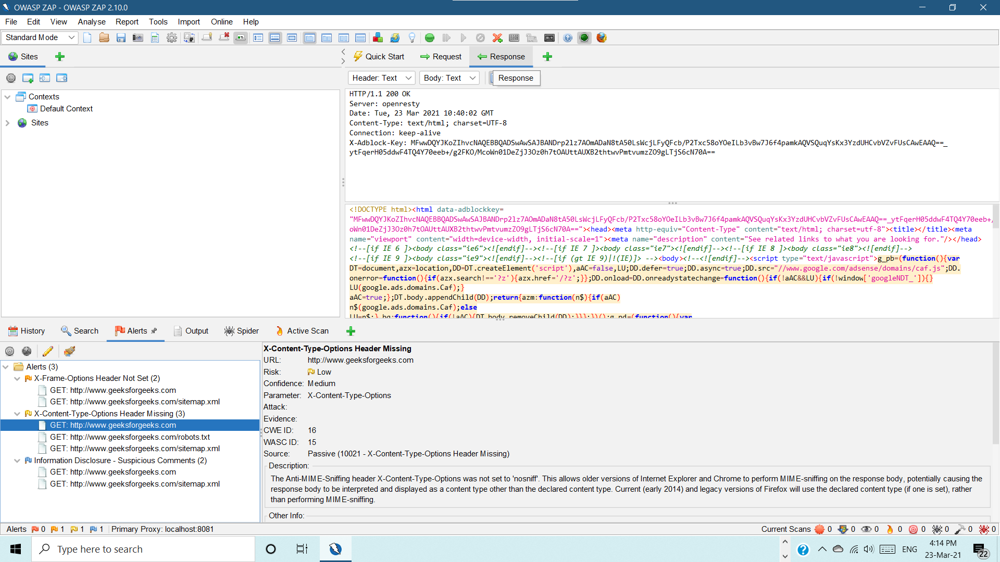 OWASP ZAP - OWASP ZAP 2.10.0
File Edit View Analyse Report Tools Import Online Help
Standard Mode
Sites
Quick Start Request Response
Header: Text Body: Text Response
Contexts
Default Context
Sites
HTTP/1.1 200 OK
Server: openresty
Date: Tue, 23 Mar 2021 10:40:02 GMT
Content-Type: text/html; charset=UTF-8
Connection: keep-alive
X-Adblock-Key: MFwwDQYJKoZIhvcNAQEBBQADSwAwSAJBANDrp2lz7AOmADaN8tA50LsWcjLFyQFcb/P2Txc58oYOeILb3vBw7J6f4pamkAQVSQuqYsKx3YzdUHCvbVZvFUsCAwEAAQ==_
ytFqerH05ddwF4TQ4Y70eeb+/g2FKO/McoWn01DeZjJ3Oz0h7tOAUttAUXB2thtwvPmtvumzZO9gLTjS6cN70A==
<!DOCTYPE html><html data-adblockkey=
"MFwwDQYJKoZIhvcNAQEBBQADSwAwSAJBANDrp2lz7AOmADaN8tA50LsWcjLFyQFcb/P2Txc58oYOeILb3vBw7J6f4pamkAQVSQuqYsKx3YzdUHCvbVZvFUsCAwEAAQ==_ytFqerH05ddwF4TQ4Y70eeb+/
oWn01DeZjJ3Oz0h7tOAUttAUXB2thtwvPmtvumzZO9gLTjS6cN70A=="><head><meta http-equiv="Content-Type" content="text/html; charset=utf-8"><title></title><meta
name="viewport" content="width=device-width, initial-scale=1"><meta name="description" content="See related links to what you are looking for."/></head>
<!--[if IE 6 ]><body class="ie6"><![endif]--><!--[if IE 7 ]><body class="ie7"><![endif]--><!--[if IE 8 ]><body class="ie8"><![endif]-->
<!--[if IE 9 ]><body class="ie9"><![endif]--><!--[if (gt IE 9)|!(IE)]> --><body><!--<![endif]--><script type="text/javascript">g_pb=(function(){var
DT=document,azx=location,DD=DT.createElement('script'),aAC=false,LU;DD.defer=true;DD.async=true;DD.src="//www.google.com/adsense/domains/caf.js";DD.
onerror=function(){if(azx.search!=='?z'){azx.href='/?z';}};DD.onload=DD.onreadystatechange=function(){if(!aAC&&LU){if(!window['googleNDT_']){}
LU(google.ads.domains.Caf);}
aAC=true;};DT.body.appendChild(DD);return{azm:function(n$){if(aAC)
n$(google.ads.domains.Caf);else
LU=n$;},bq:function(){if(!aAC){DT.body.removeChild(DD);}}};})();g_pd=(function(){var
History Search Alerts Output Spider Active Scan
Alerts (3)
X-Frame-Options Header Not Set (2)
GET: http://www.geeksforgeeks.com
GET: http://www.geeksforgeeks.com/sitemap.xml
X-Content-Type-Options Header Missing (3)
GET: http://www.geeksforgeeks.com
GET: http://www.geeksforgeeks.com/robots.txt
GET: http://www.geeksforgeeks.com/sitemap.xml
Information Disclosure - Suspicious Comments (2)
GET: http://www.geeksforgeeks.com
GET: http://www.geeksforgeeks.com/sitemap.xml
X-Content-Type-Options Header Missing
URL: http://www.geeksforgeeks.com
Risk: Low
Confidence: Medium
Parameter: X-Content-Type-Options
Attack:
Evidence:
CWE ID: 16
WASC ID: 15
Source: Passive (10021 - X-Content-Type-Options Header Missing)
Description:
The Anti-MIME-Sniffing header X-Content-Type-Options was not set to 'nosniff'. This allows older versions of Internet Explorer and Chrome to perform MIME-sniffing on the response body, potentially causing the
response body to be interpreted and displayed as a content type other than the declared content type. Current (early 2014) and legacy versions of Firefox will use the declared content type (if one is set), rather
than performing MIME-sniffing.
Other Info:
Alerts 0 1 1 1 Primary Proxy: localhost:8081 Current Scans 0 0 0 0 0 0 0 0
Type here to search ENG 4:14 PM
23-Mar-21 22